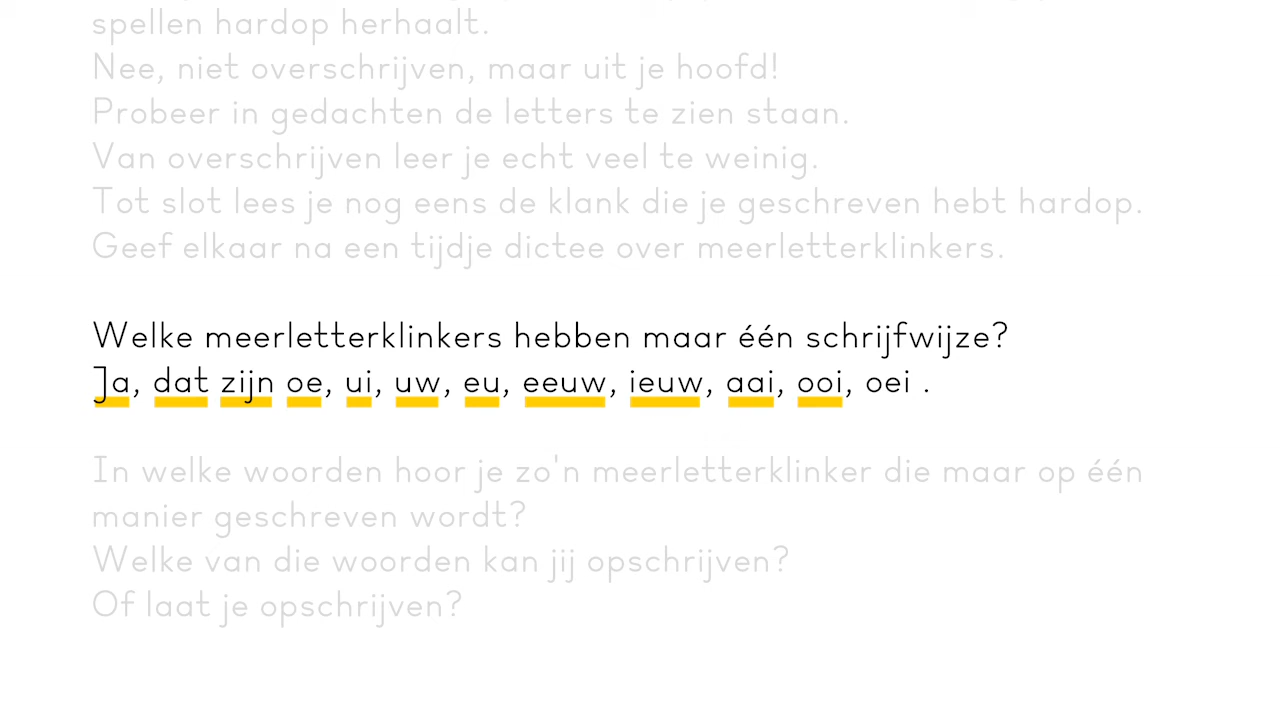 spellen hardop herhaalt.
Nee, niet overschrijven, maar uit je hoofd!
Probeer in gedachten de letters te zien staan.
Van overschrijven leer je echt veel te weinig.
Tot slot lees je nog eens de klank die je geschreven hebt hardop.
Geef elkaar na een tijdje dictee over meerletterklinkers.
Welke meerletterklinkers hebben maar één schrijfwijze?
Ja, dat zijn oe, ui, uw, eu, eeuw, ieuw, aai, ooi, oei .
In welke woorden hoor je zo'n meerletterklinker die maar op één
manier geschreven wordt?
Welke van die woorden kan jij opschrijven?
Of laat je opschrijven?